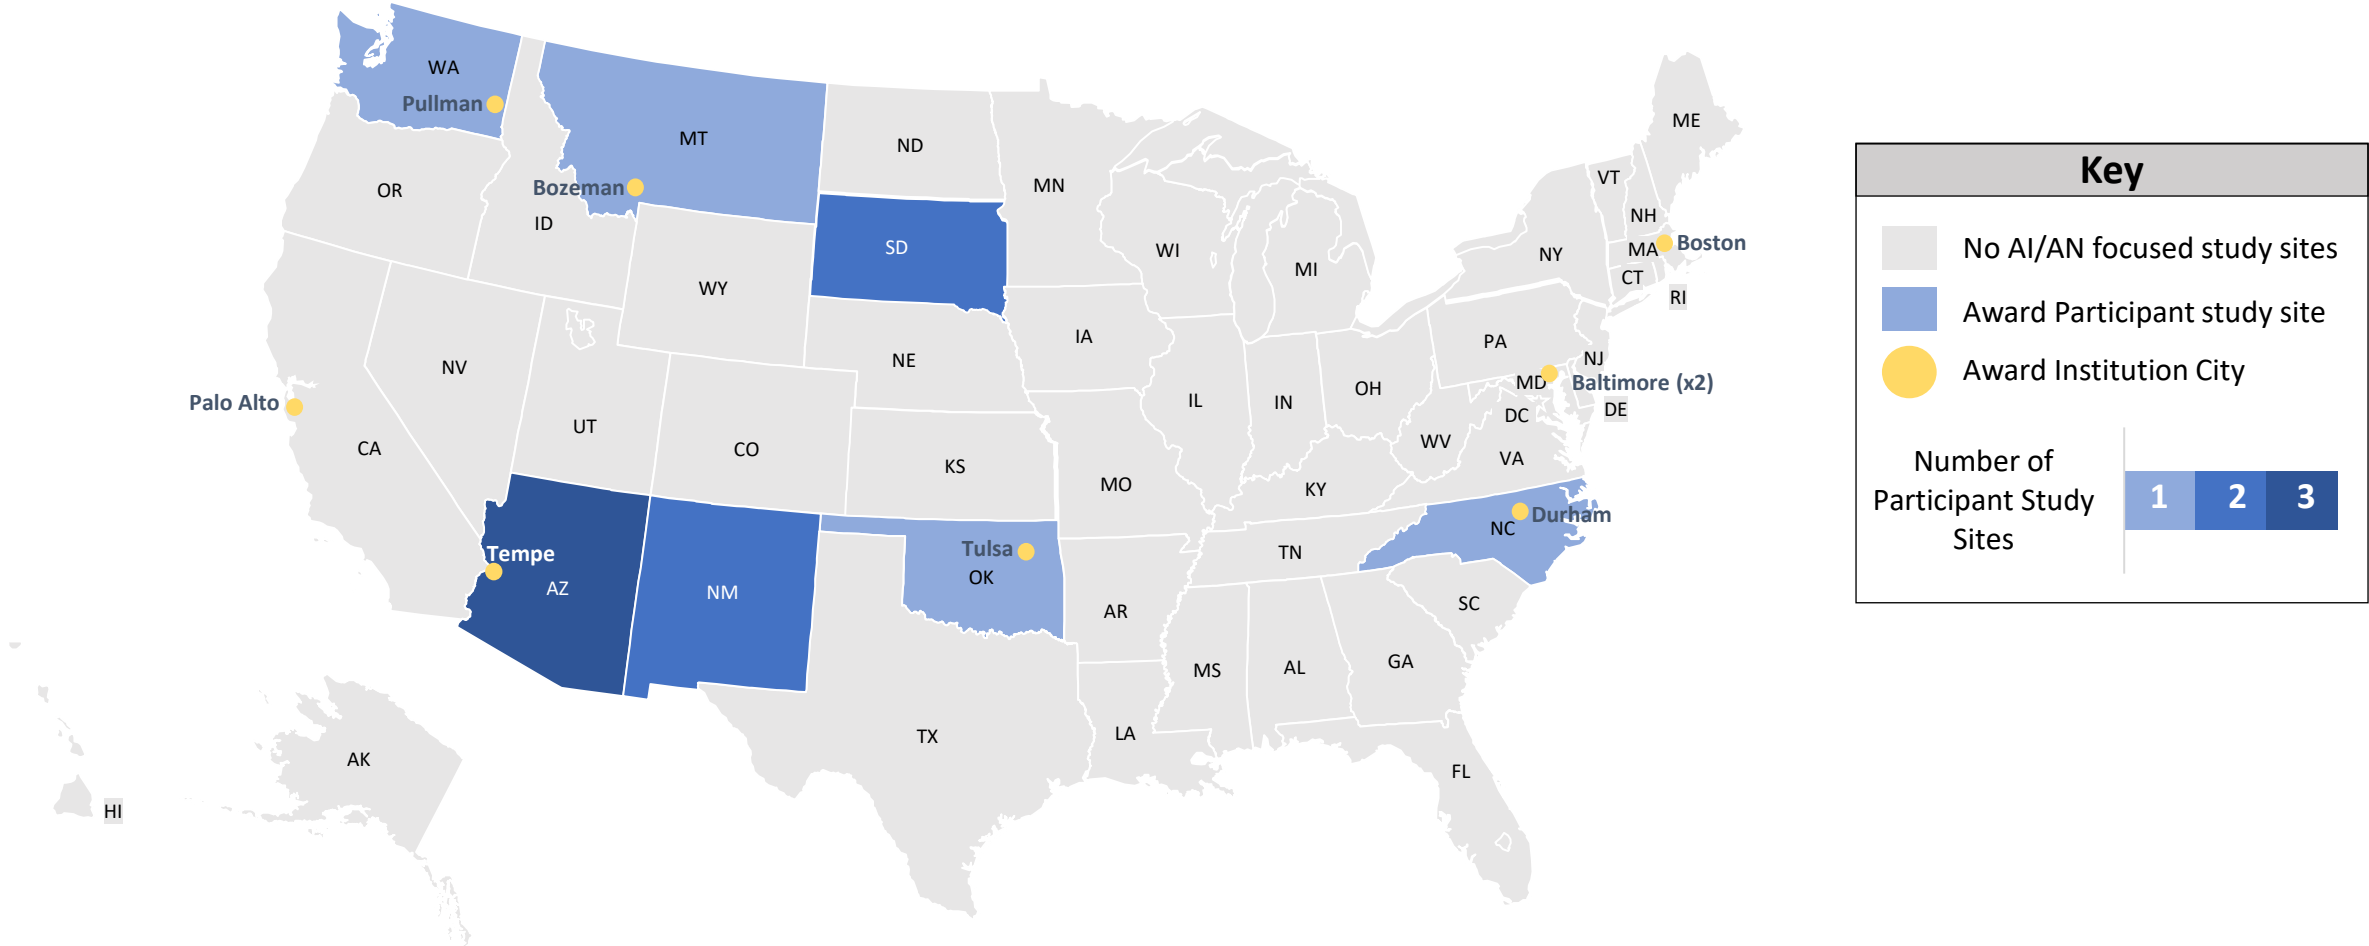 WA
Pullman
MT
Bozeman
ND
MN
ME
OR
ID
SD
WI
MI
VT
NH
NY
MA
Boston
CT
RI
WY
IA
NE
PA
NJ
MD
Baltimore (x2)
DE
DC
NV
Palo Alto
CA
UT
CO
KS
MO
IL
IN
OH
WV
VA
KY
Tempe
AZ
NM
Tulsa
OK
AR
TN
NC
Durham
SC
MS
AL
GA
TX
LA
FL
AK
HI
Key
No AI/AN focused study sites
Award Participant study site
Award Institution City
Number of
Participant Study
Sites
1 2 3